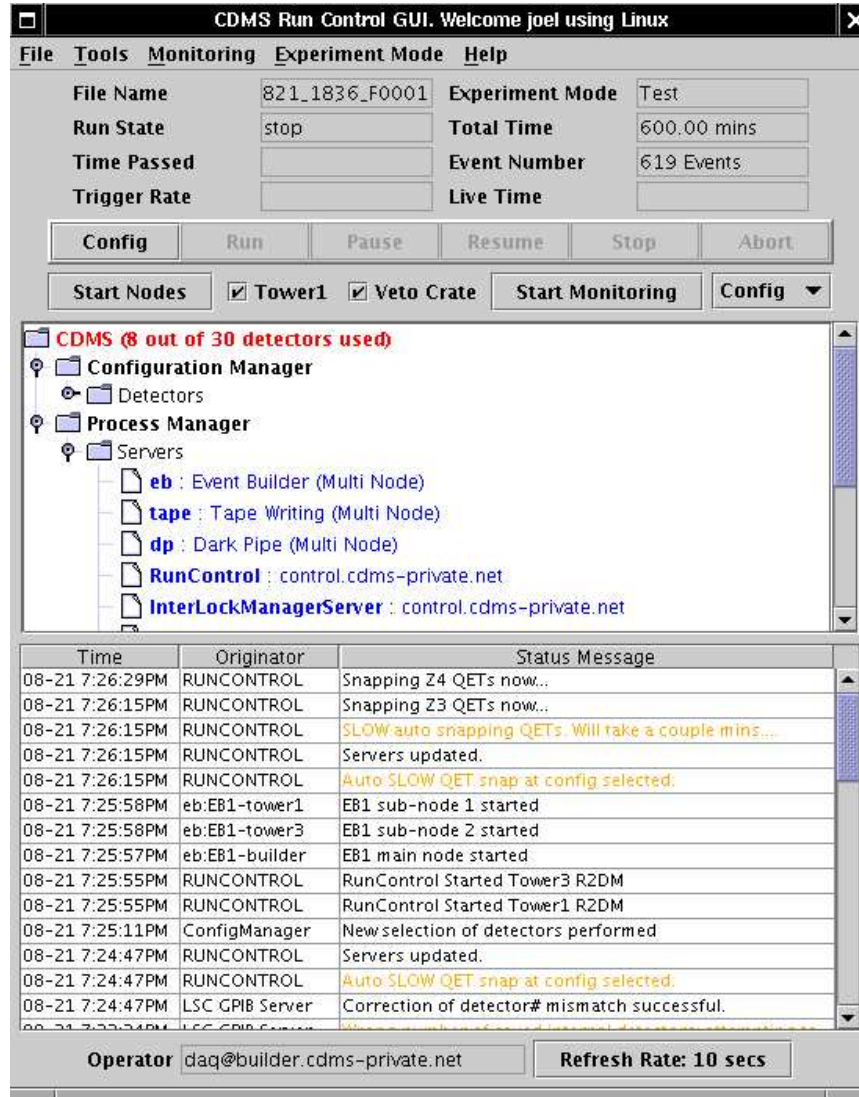 CDMS Run Control GUI. Welcome joel using Linux
File Tools Monitoring Experiment Mode Help
File Name 821_1836_F0001 Experiment Mode Test
Run State stop Total Time 600.00 mins
Time Passed Event Number 619 Events
Trigger Rate Live Time
Config Run Pause Resume Stop Abort
Start Nodes Tower1 Veto Crate Start Monitoring Config
CDMS (8 out of 30 detectors used)
Configuration Manager
Detectors
Process Manager
Servers
eb : Event Builder (Multi Node)
tape : Tape Writing (Multi Node)
dp : Dark Pipe (Multi Node)
RunControl : control.cdms-private.net
InterLockManagerServer : control.cdms-private.net
Time Originator Status Message
08-21 7:26:29PM RUNCONTROL Snapping Z4 QETs now...
08-21 7:26:15PM RUNCONTROL Snapping Z3 QETs now...
08-21 7:26:15PM RUNCONTROL SLOW auto snapping QETs. Will take a couple mins....
08-21 7:26:15PM RUNCONTROL Servers updated.
08-21 7:26:15PM RUNCONTROL Auto SLOW QET snap at config selected.
08-21 7:25:58PM eb:EB1-tower1 EB1 sub-node 1 started
08-21 7:25:58PM eb:EB1-tower3 EB1 sub-node 2 started
08-21 7:25:57PM eb:EB1-builder EB1 main node started
08-21 7:25:55PM RUNCONTROL RunControl Started Tower3 R2DM
08-21 7:25:55PM RUNCONTROL RunControl Started Tower1 R2DM
08-21 7:25:11PM ConfigManager New selection of detectors performed
08-21 7:24:47PM RUNCONTROL Servers updated.
08-21 7:24:47PM RUNCONTROL Auto SLOW QET snap at config selected.
08-21 7:24:47PM LSC GPIB Server Correction of detector# mismatch successful.
Operator daq@builder.cdms-private.net Refresh Rate: 10 secs